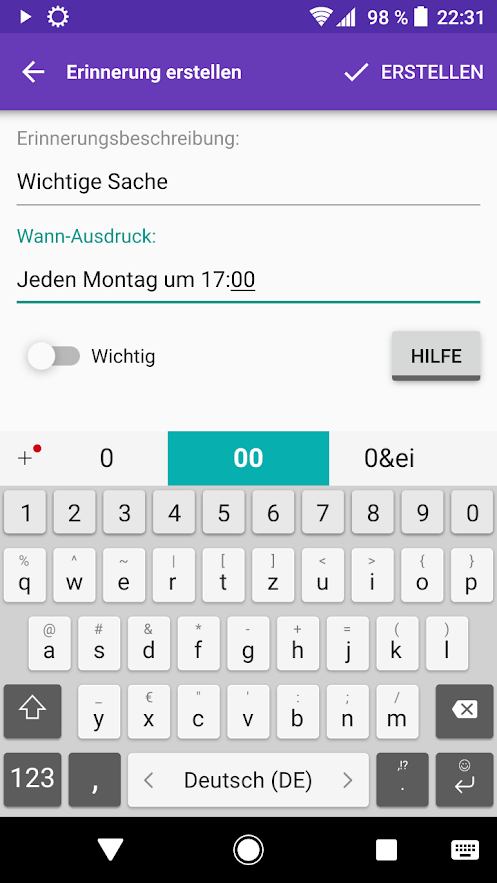 98 % 22:31
Erinnerung erstellen ERSTELLEN
Erinnerungsbeschreibung:
Wichtige Sache
Wann-Ausdruck:
Jeden Montag um 17:00
Wichtig HILFE
+ 0 00 0&ei
1 2 3 4 5 6 7 8 9 0
% ^ ~ | [ ] < > { }
q w e r t z u i o p
@ # & * - + = ( )
a s d f g h j k l
_ € " ' : ; /
y x c v b n m
123 , Deutsch (DE) ,!? .